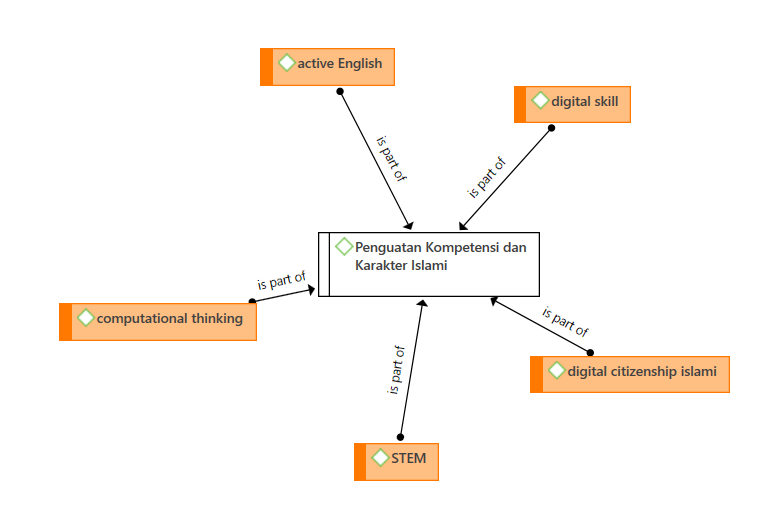 active English
digital skill
is part of
is part of
Penguatan Kompetensi dan
Karakter Islami
is part of
computational thinking
is part of
is part of
digital citizenship islami
STEM